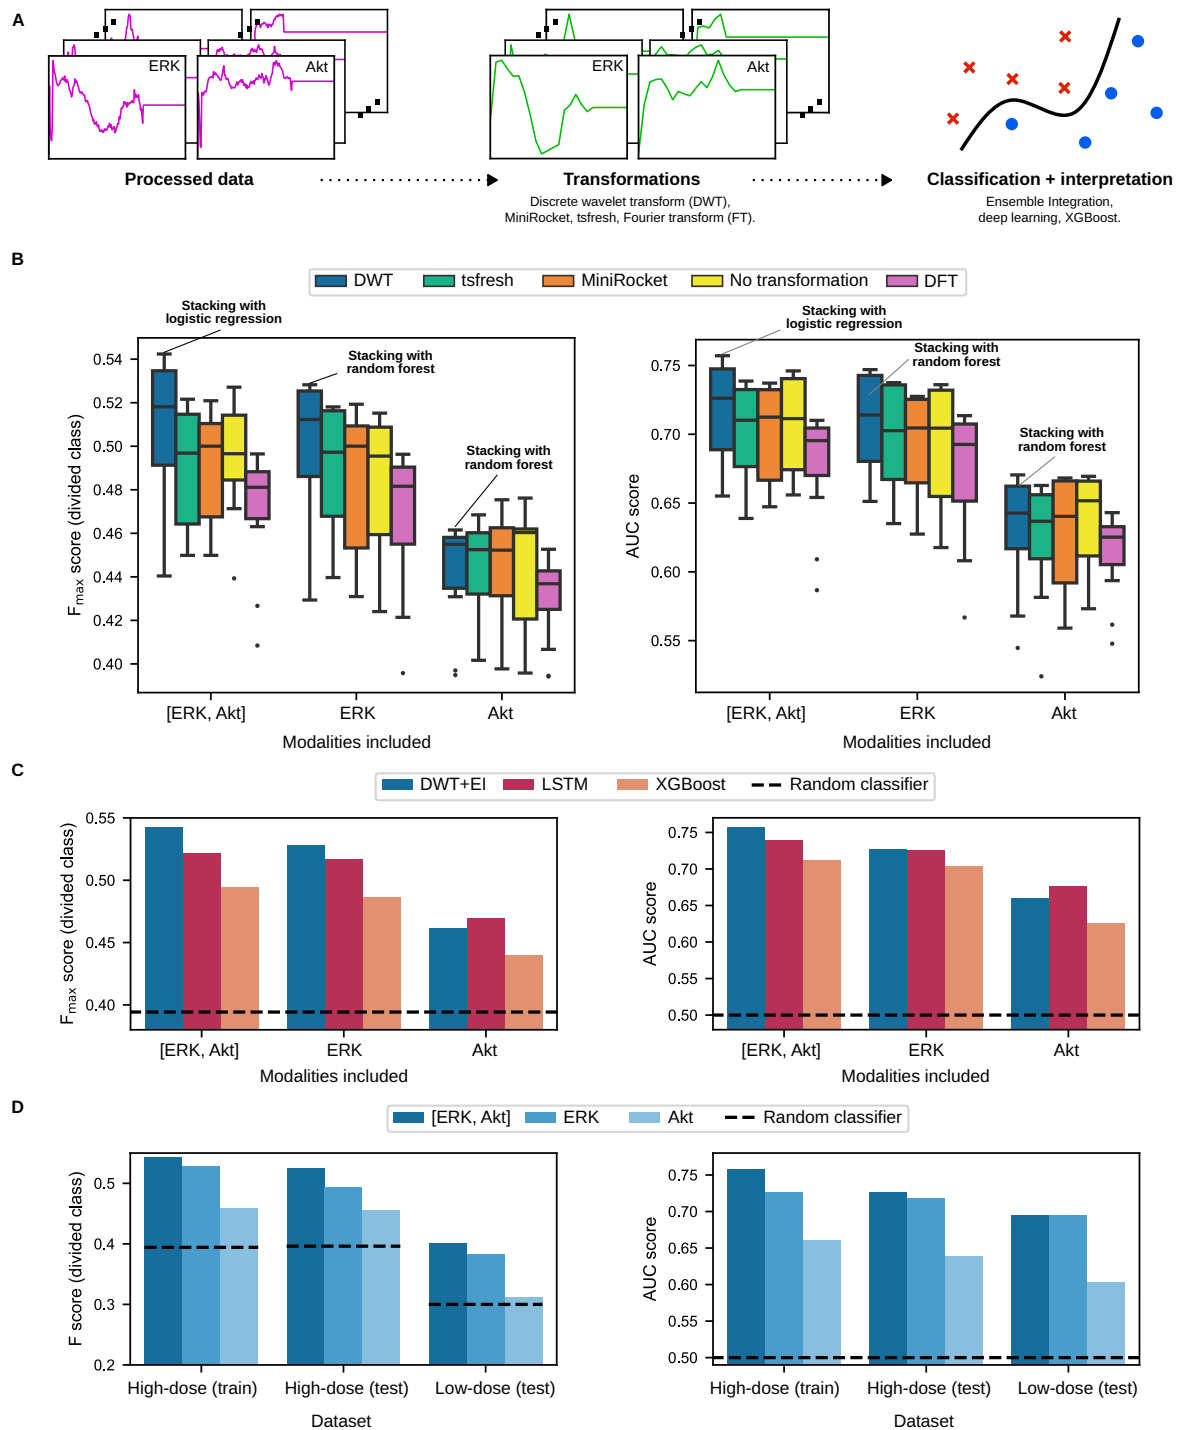 A
ERK
Akt
ERK
Akt
Processed data
Transformations
Classification + interpretation
Discrete wavelet transform (DWT),
MiniRocket, tsfresh, Fourier transform (FT).
Ensemble Integration,
deep learning, XGBoost.
B
DWT
tsfresh
MiniRocket
No transformation
DFT
Stacking with
logistic regression
Stacking with
random forest
Stacking with
random forest
0.54
0.52
0.50
0.48
0.46
0.44
0.42
0.40
Fmax score (divided class)
[ERK, Akt]
ERK
Akt
Modalities included
Stacking with
logistic regression
Stacking with
random forest
Stacking with
random forest
0.75
0.70
0.65
0.60
0.55
AUC score
[ERK, Akt]
ERK
Akt
Modalities included
C
DWT+EI
LSTM
XGBoost
Random classifier
0.55
0.50
0.45
0.40
Fmax score (divided class)
[ERK, Akt]
ERK
Akt
Modalities included
0.75
0.70
0.65
0.60
0.55
0.50
AUC score
[ERK, Akt]
ERK
Akt
Modalities included
D
[ERK, Akt]
ERK
Akt
Random classifier
0.5
0.4
0.3
0.2
F score (divided class)
High-dose (train)
High-dose (test)
Low-dose (test)
Dataset
0.75
0.70
0.65
0.60
0.55
0.50
AUC score
High-dose (train)
High-dose (test)
Low-dose (test)
Dataset